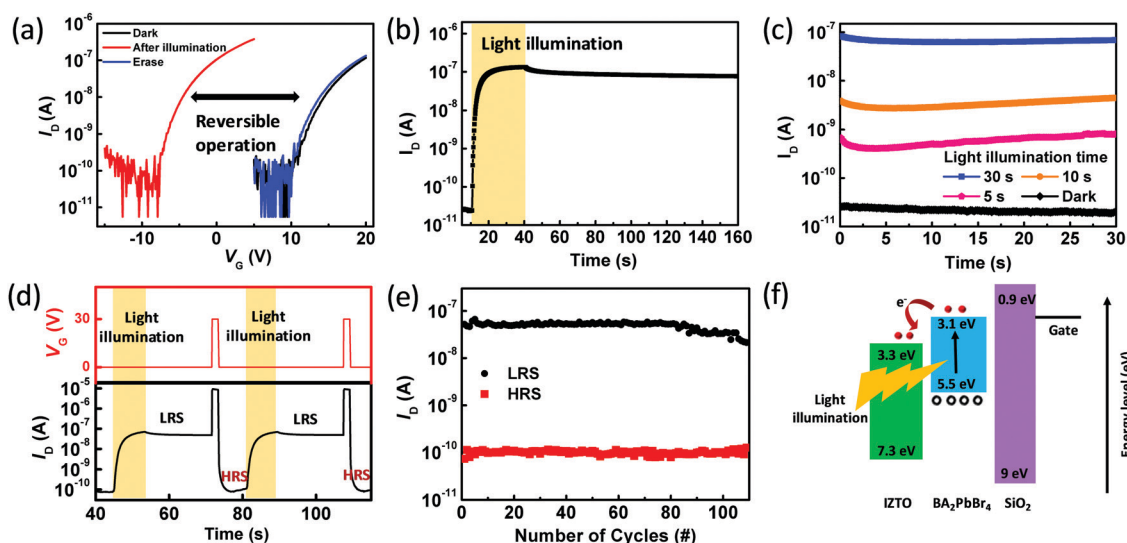 (a)
10⁻⁵
10⁻⁶
10⁻⁷
10⁻⁸
10⁻⁹
10⁻¹⁰
10⁻¹¹
I_D (A)
Dark
After illumination
Erase
Reversible
operation
-10 0 10 20
V_G (V)
(b)
10⁻⁶
10⁻⁷
10⁻⁸
10⁻⁹
10⁻¹⁰
10⁻¹¹
I_D (A)
Light illumination
20 40 60 80 100 120 140 160
Time (s)
(c)
10⁻⁷
10⁻⁸
10⁻⁹
10⁻¹⁰
10⁻¹¹
I_D (A)
Light illumination time
30 s 10 s
5 s Dark
0 5 10 15 20 25 30
Time (s)
(d)
30
0
V_G (V)
Light Light
illumination illumination
10⁻⁵
10⁻⁶
10⁻⁷
10⁻⁸
10⁻⁹
10⁻¹⁰
I_D (A)
LRS LRS
HRS HRS
40 60 80 100
Time (s)
(e)
10⁻⁶
10⁻⁷
10⁻⁸
10⁻⁹
10⁻¹⁰
10⁻¹¹
I_D (A)
LRS
HRS
0 20 40 60 80 100
Number of Cycles (#)
(f)
e⁻
0.9 eV
3.1 eV
Gate
3.3 eV
5.5 eV
Light
illumination
7.3 eV
9 eV
IZTO BA₂PbBr₄ SiO₂
Energy level (eV)